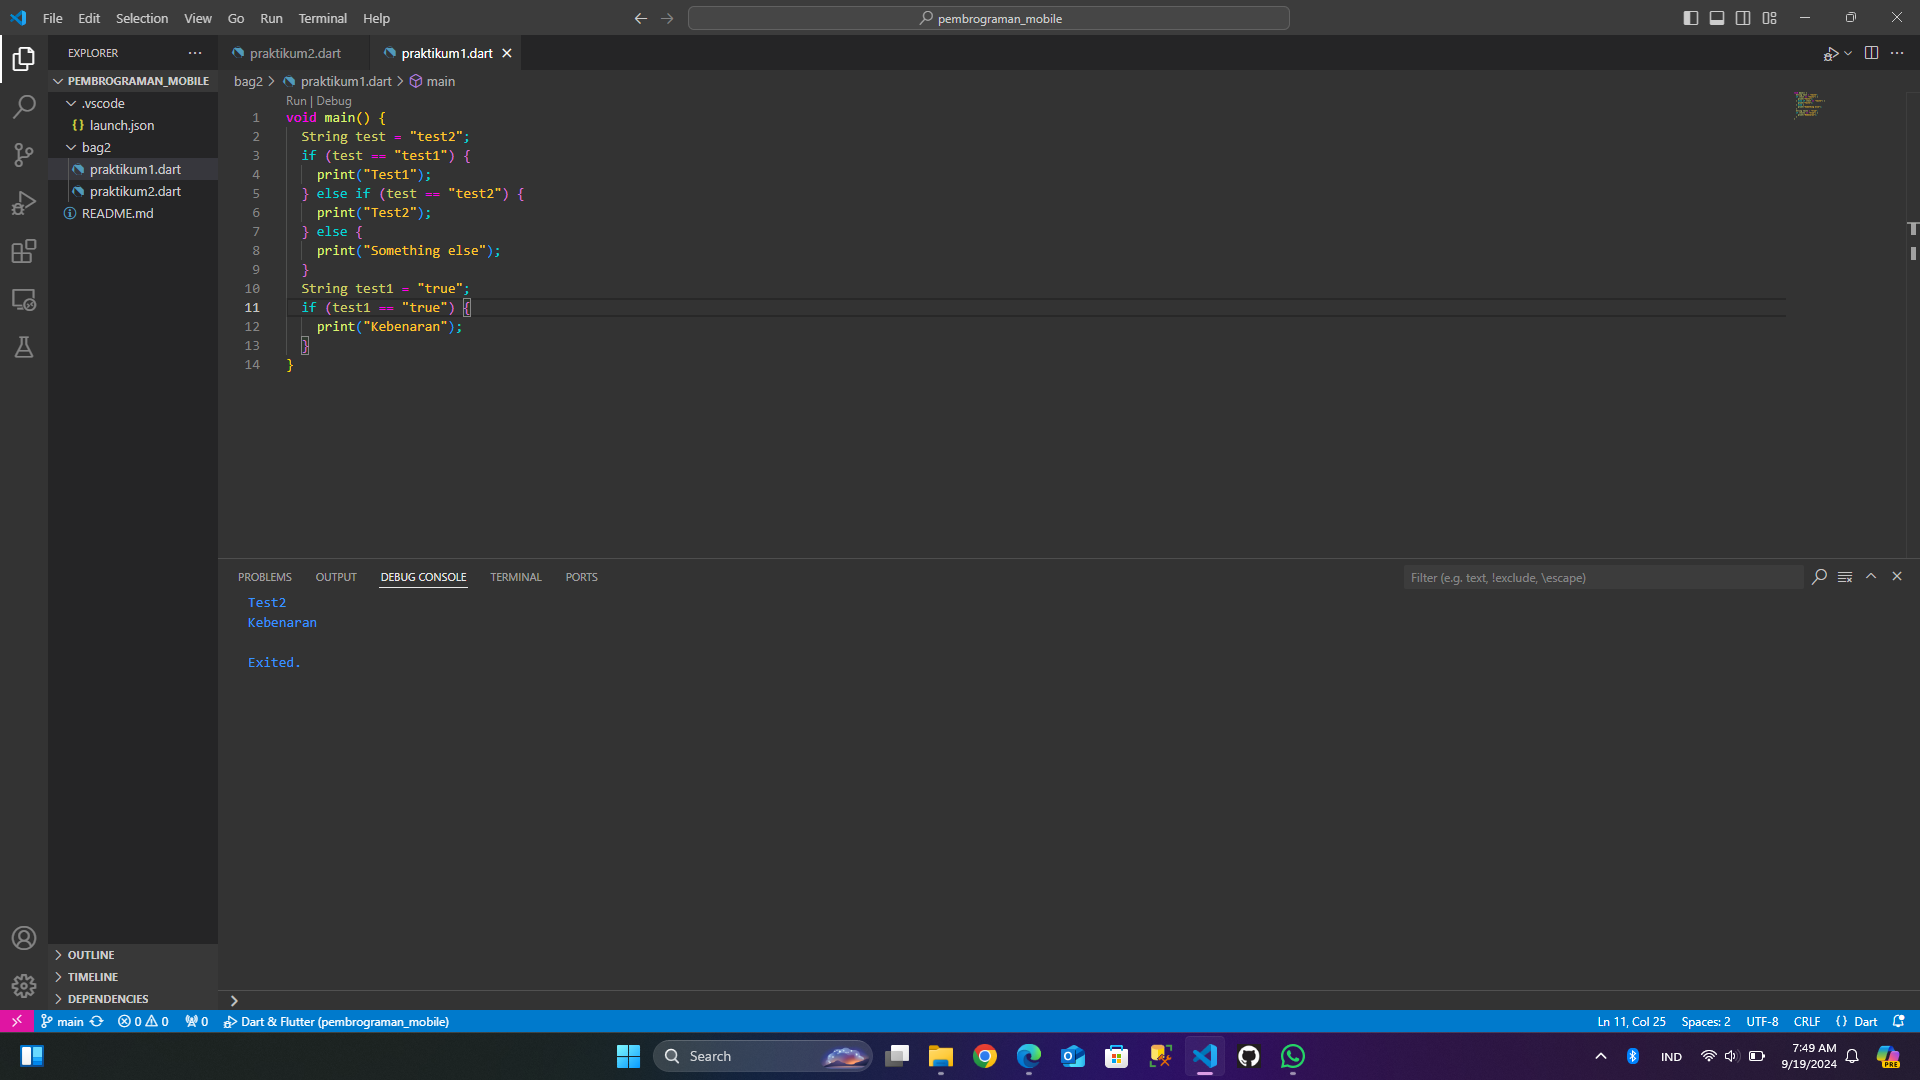 File Edit Selection View Go Run Terminal Help
pembrograman_mobile
EXPLORER
PEMBROGRAMAN_MOBILE
.vscode
launch.json
bag2
praktikum1.dart
praktikum2.dart
README.md
OUTLINE
TIMELINE
DEPENDENCIES
praktikum2.dart praktikum1.dart
bag2 > praktikum1.dart > main
Run | Debug
1 void main() {
2 String test = "test2";
3 if (test == "test1") {
4 print("Test1");
5 } else if (test == "test2") {
6 print("Test2");
7 } else {
8 print("Something else");
9 }
10 String test1 = "true";
11 if (test1 == "true") {
12 print("Kebenaran");
13 }
14 }
PROBLEMS OUTPUT DEBUG CONSOLE TERMINAL PORTS
Filter (e.g. text, !exclude, \escape)
Test2
Kebenaran
Exited.
main 0 0 0 Dart & Flutter (pembrograman_mobile)
Ln 11, Col 25 Spaces: 2 UTF-8 CRLF {} Dart
Search
IND
7:49 AM
9/19/2024
PRE